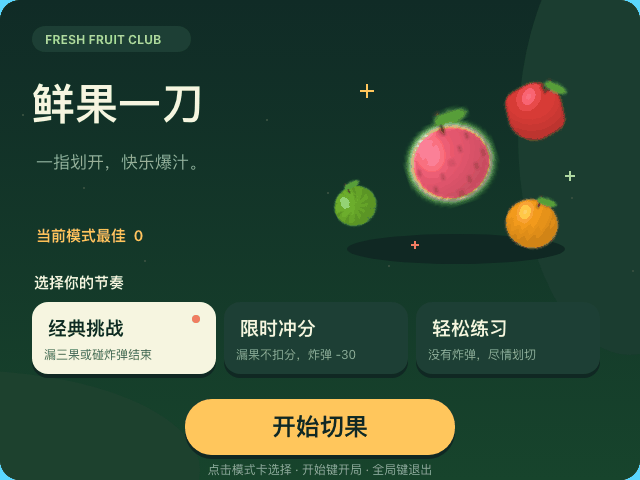 FRESH FRUIT CLUB
鲜果一刀
一指划开，快乐爆汁。
当前模式最佳 0
选择你的节奏
经典挑战
漏三果或碰炸弹结束
限时冲分
漏果不扣分，炸弹 -30
轻松练习
没有炸弹，尽情划切
开始切果
点击模式卡选择 · 开始键开局 · 全局键退出